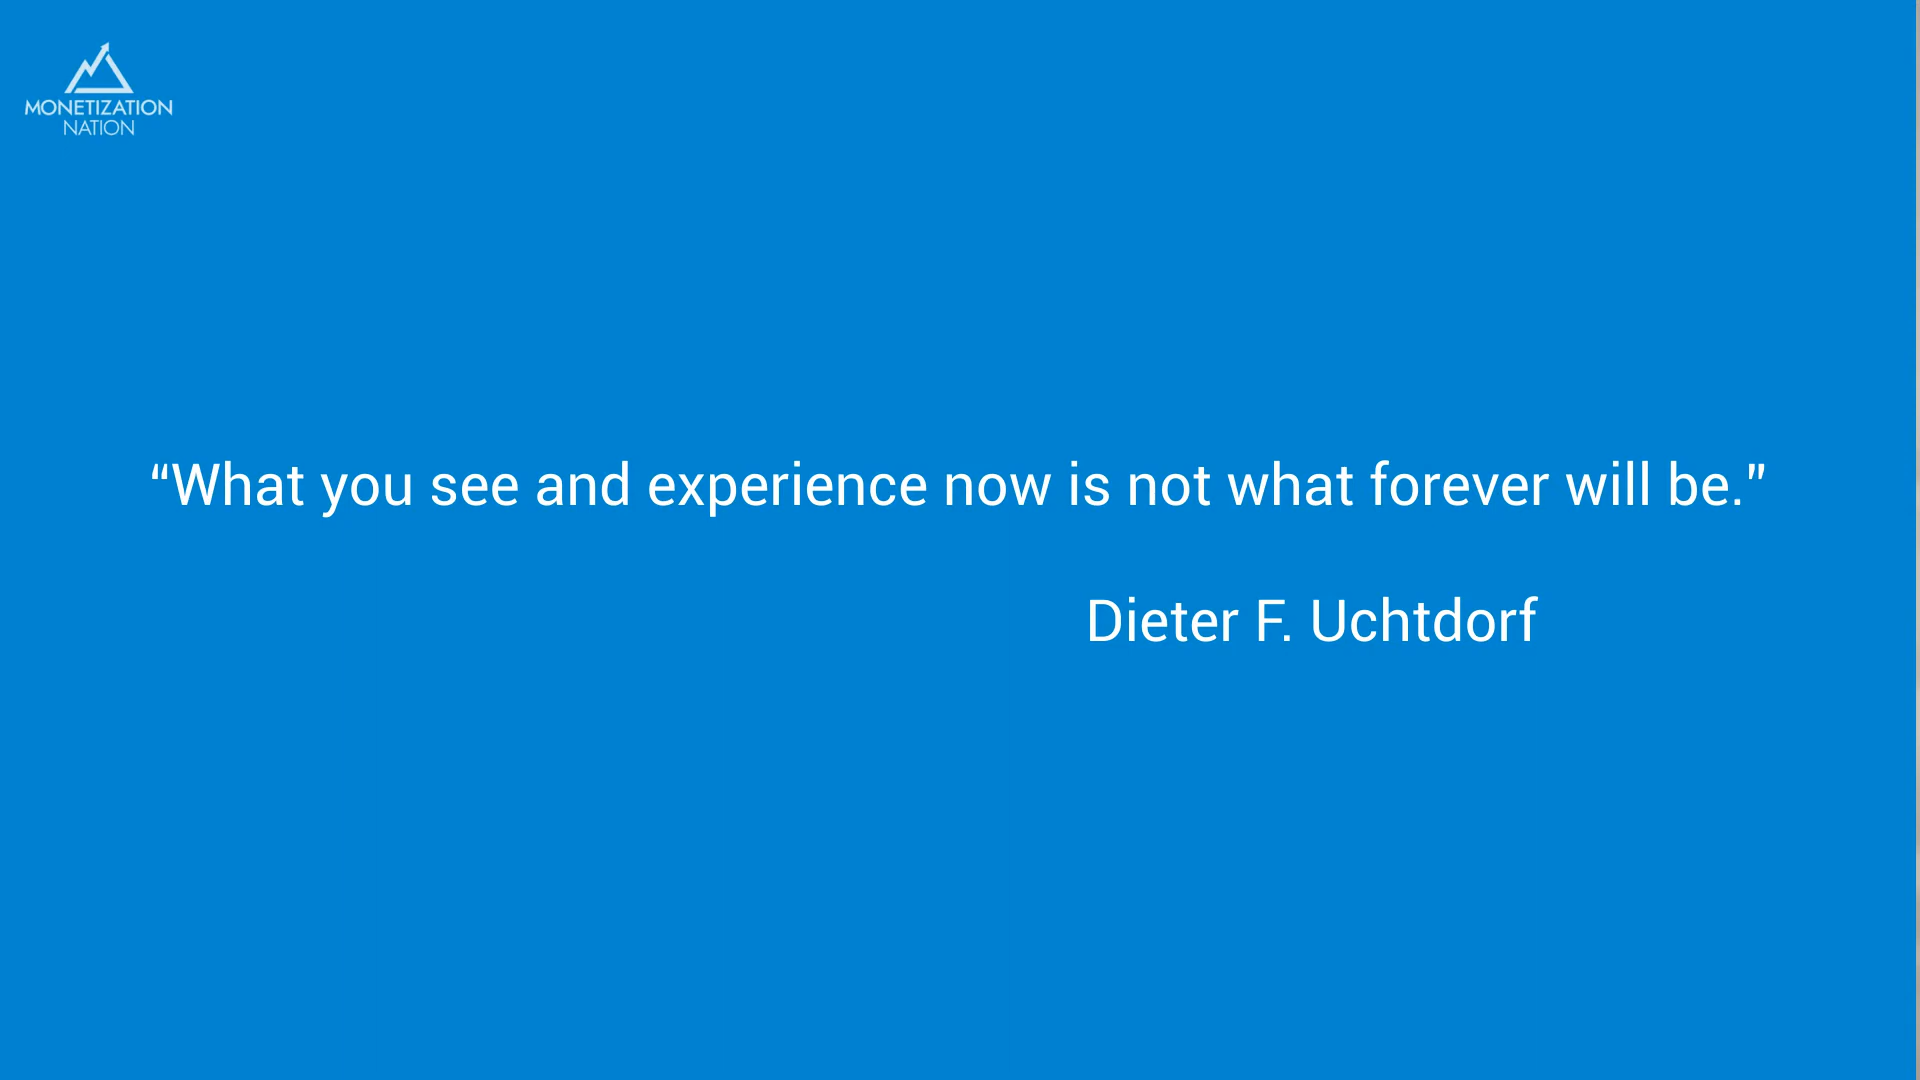 MONETIZATION
NATION
“What you see and experience now is not what forever will be.”
Dieter F. Uchtdorf